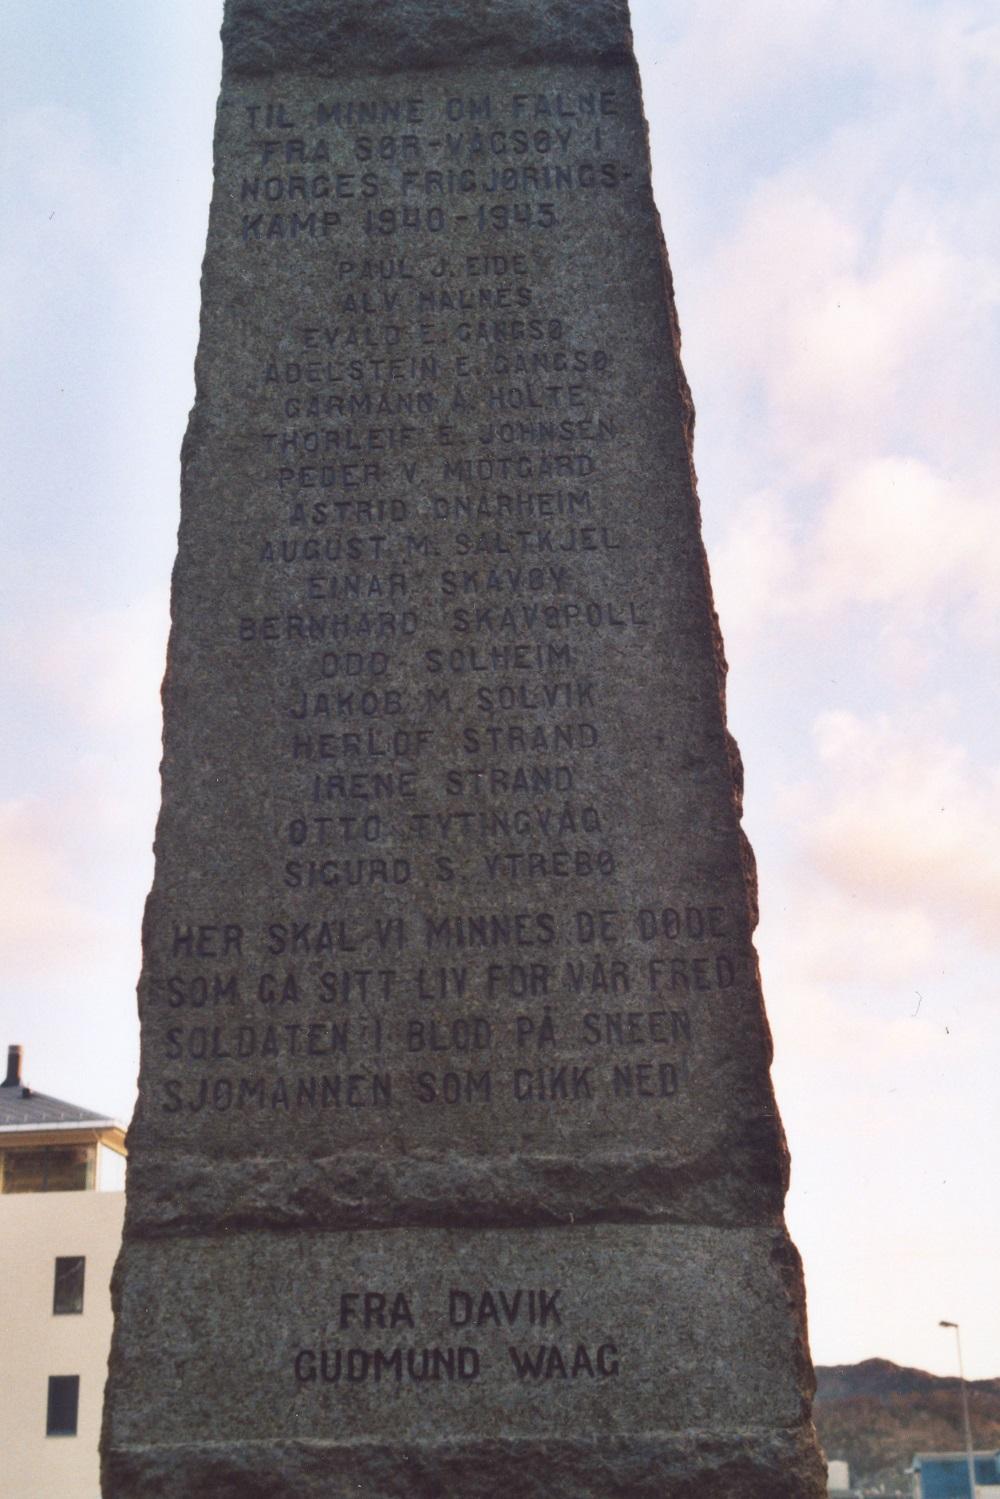 TIL MINNE OM FALNE
FRA SØR-VÅGSØY I
NORGES FRIGJØRINGS-
KAMP 1940-1945
PAUL J. EIDE
ALV HALNES
EVALD E. GANGSØ
ADELSTEIN E. GANGSØ
GARMANN A. HOLTE
THORLEIF E. JOHNSEN
PEDER V. MIDTGÅRD
ASTRID ONARHEIM
AUGUST M. SALTKJEL
EINAR SKAVØY
BERNHARD SKAVØPOLL
ODD SOLHEIM
JAKOB M. SOLVIK
HERLOF STRAND
IRENE STRAND
OTTO TYTINGVÅG
SIGURD S. YTREBØ
HER SKAL VI MINNES DE DØDE
SOM GA SITT LIV FOR VÅR FRED
SOLDATEN I BLOD PÅ SNEEN
SJØMANNEN SOM GIKK NED
FRA DAVIK
GUDMUND WAAG